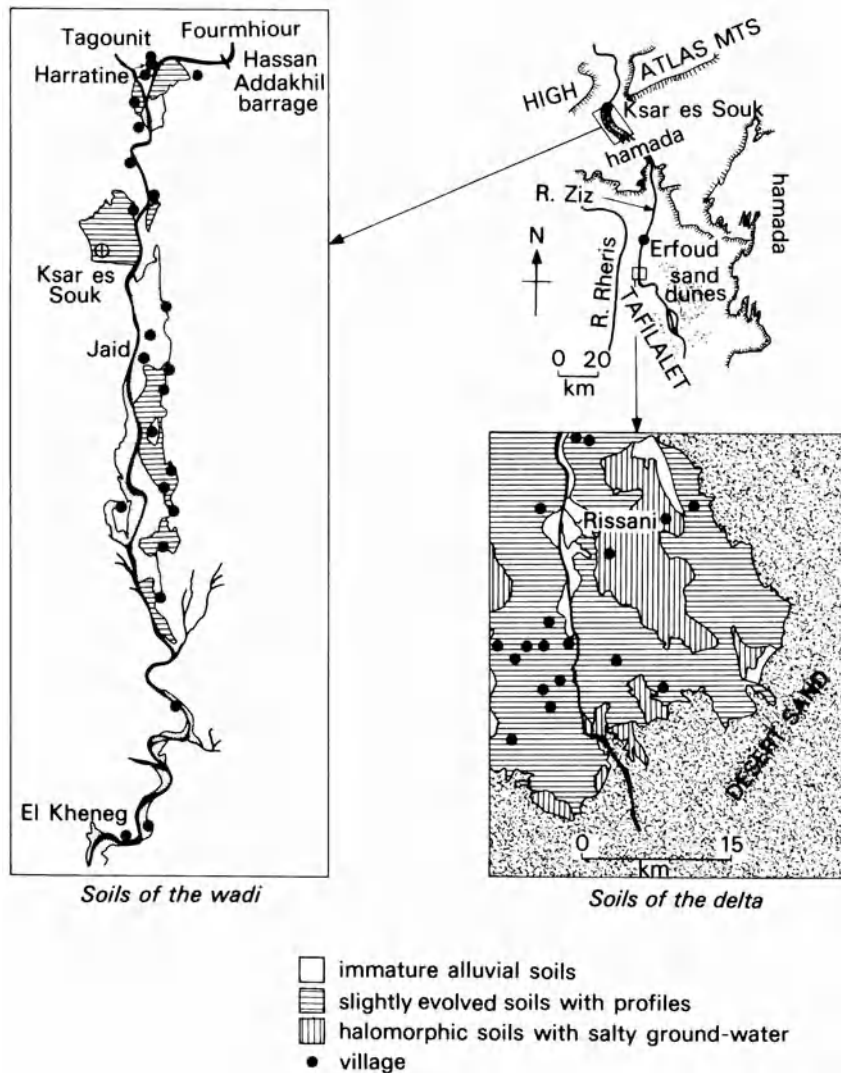 Tagounit
Fourmhiour
Harratine
Hassan
Addakhil
barrage
Ksar es
Souk
Jaid
El Kheneg
Soils of the wadi
HIGH
ATLAS MTS
Ksar es Souk
hamada
hamada
R. Ziz
N
R. Rheris
Erfoud
sand
dunes
TAFILALET
0 20
km
Rissani
DESERT SAND
0 15
km
Soils of the delta
immature alluvial soils
slightly evolved soils with profiles
halomorphic soils with salty ground-water
village